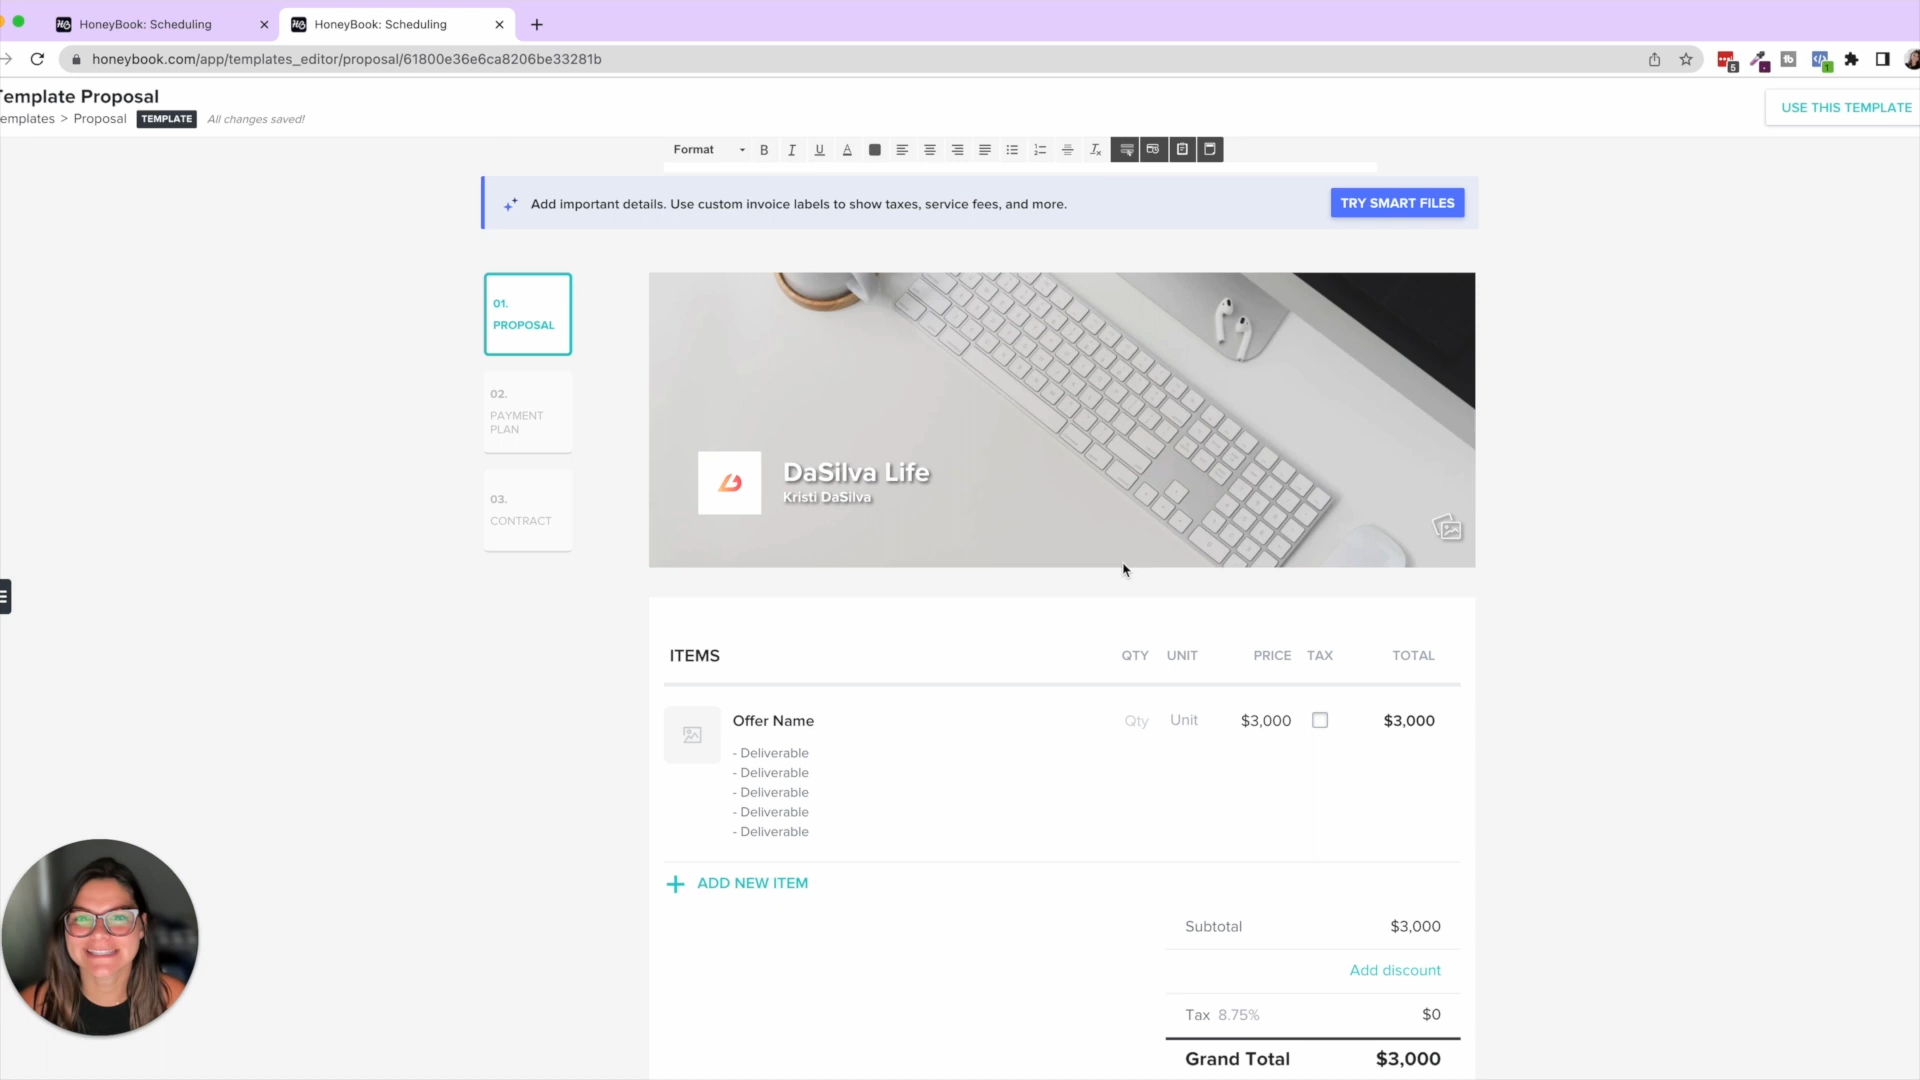 HoneyBook: Scheduling
HoneyBook: Scheduling
honeybook.com/app/templates_editor/proposal/61800e36e6ca8206be33281b
5
1
Template Proposal
emplates > Proposal TEMPLATE All changes saved!
USE THIS TEMPLATE
Format
Add important details. Use custom invoice labels to show taxes, service fees, and more.
TRY SMART FILES
01.
PROPOSAL
02.
PAYMENT
PLAN
03.
CONTRACT
DaSilva Life
Kristi DaSilva
ITEMS QTY UNIT PRICE TAX TOTAL
Offer Name Qty Unit $3,000 $3,000
- Deliverable
- Deliverable
- Deliverable
- Deliverable
- Deliverable
+ ADD NEW ITEM
Subtotal $3,000
Add discount
Tax 8.75% $0
Grand Total $3,000